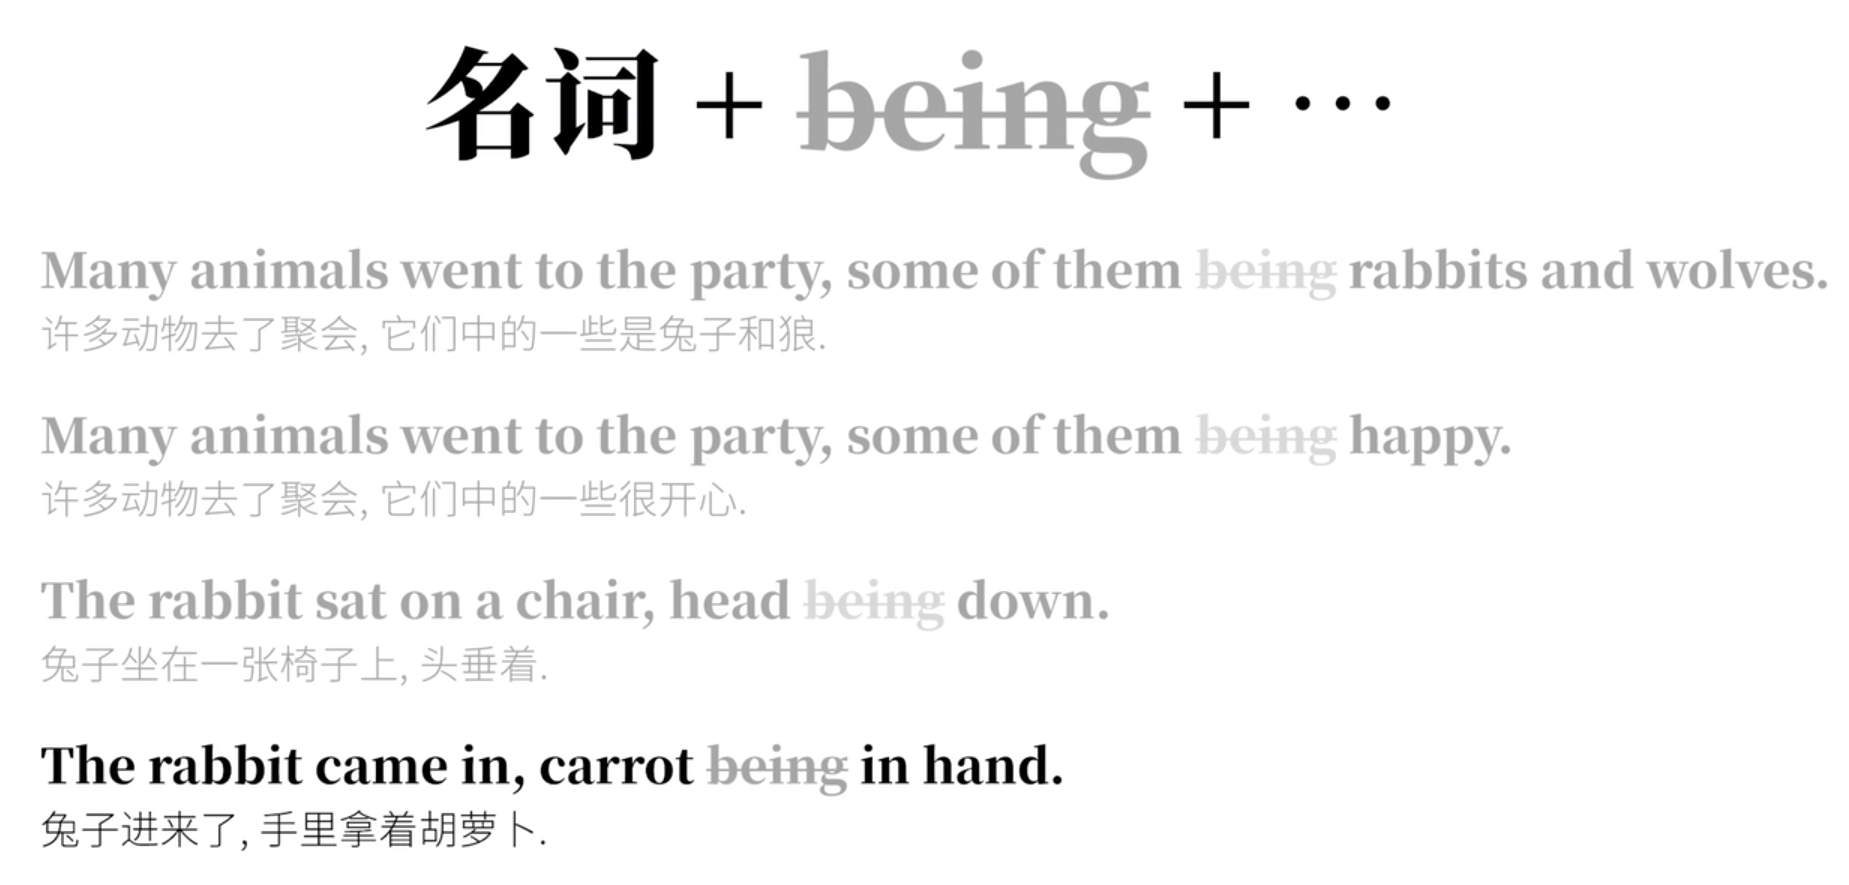 名词 + being + ···
Many animals went to the party, some of them being rabbits and wolves.
许多动物去了聚会, 它们中的一些是兔子和狼.
Many animals went to the party, some of them being happy.
许多动物去了聚会, 它们中的一些很开心.
The rabbit sat on a chair, head being down.
兔子坐在一张椅子上, 头垂着.
The rabbit came in, carrot being in hand.
兔子进来了, 手里拿着胡萝卜.